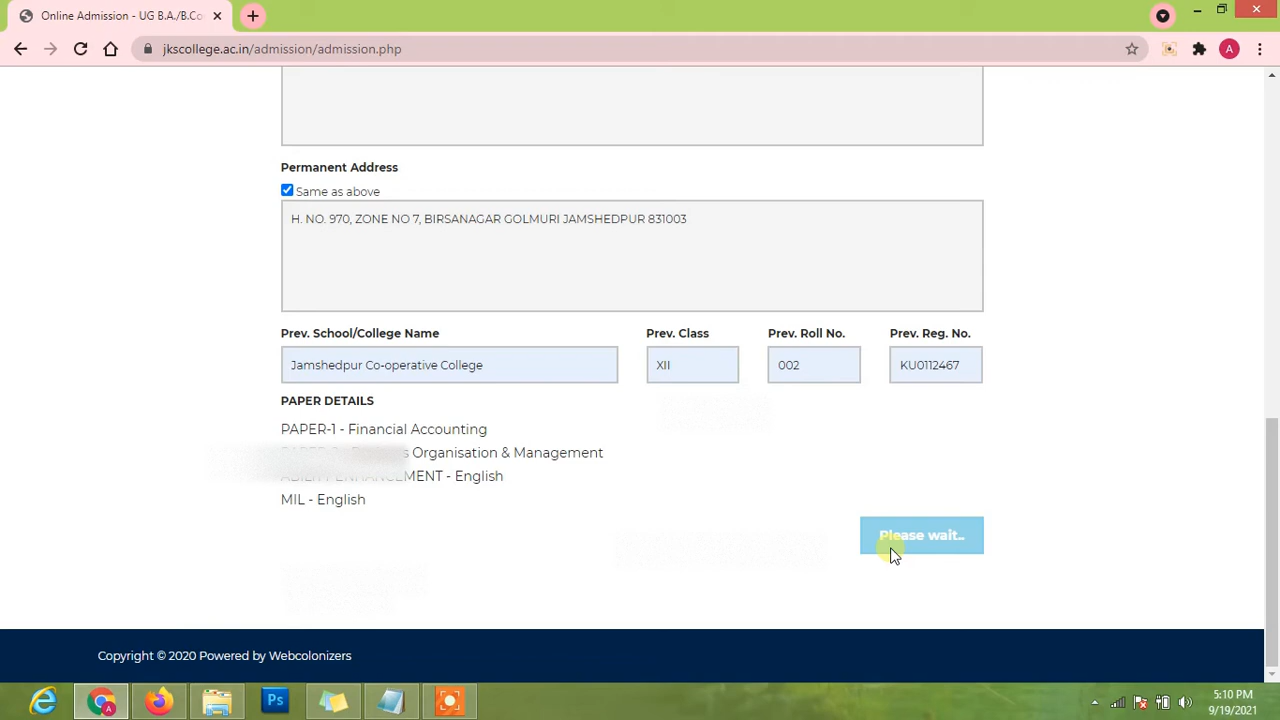 Online Admission - UG B.A./B.Co
jkscollege.ac.in/admission/admission.php
A
Permanent Address
Same as above
H. NO. 970, ZONE NO 7, BIRSANAGAR GOLMURI JAMSHEDPUR 831003
Prev. School/College Name Prev. Class Prev. Roll No. Prev. Reg. No.
Jamshedpur Co-operative College XII 002 KU0112467
PAPER DETAILS
PAPER-1 - Financial Accounting
Organisation & Management
- English
MIL - English
Please wait..
Copyright © 2020 Powered by Webcolonizers
Ps
5:10 PM
9/19/2021